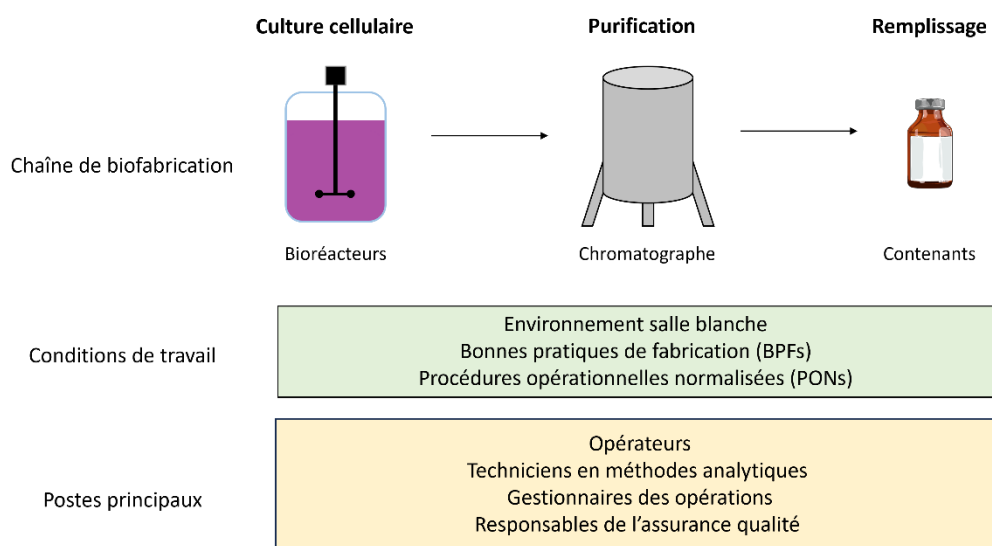 Culture cellulaire
Purification
Remplissage
Chaîne de biofabrication
Bioréacteurs
Chromatographe
Contenants
Conditions de travail
Environnement salle blanche
Bonnes pratiques de fabrication (BPFs)
Procédures opérationnelles normalisées (PONs)
Postes principaux
Opérateurs
Techniciens en méthodes analytiques
Gestionnaires des opérations
Responsables de l’assurance qualité